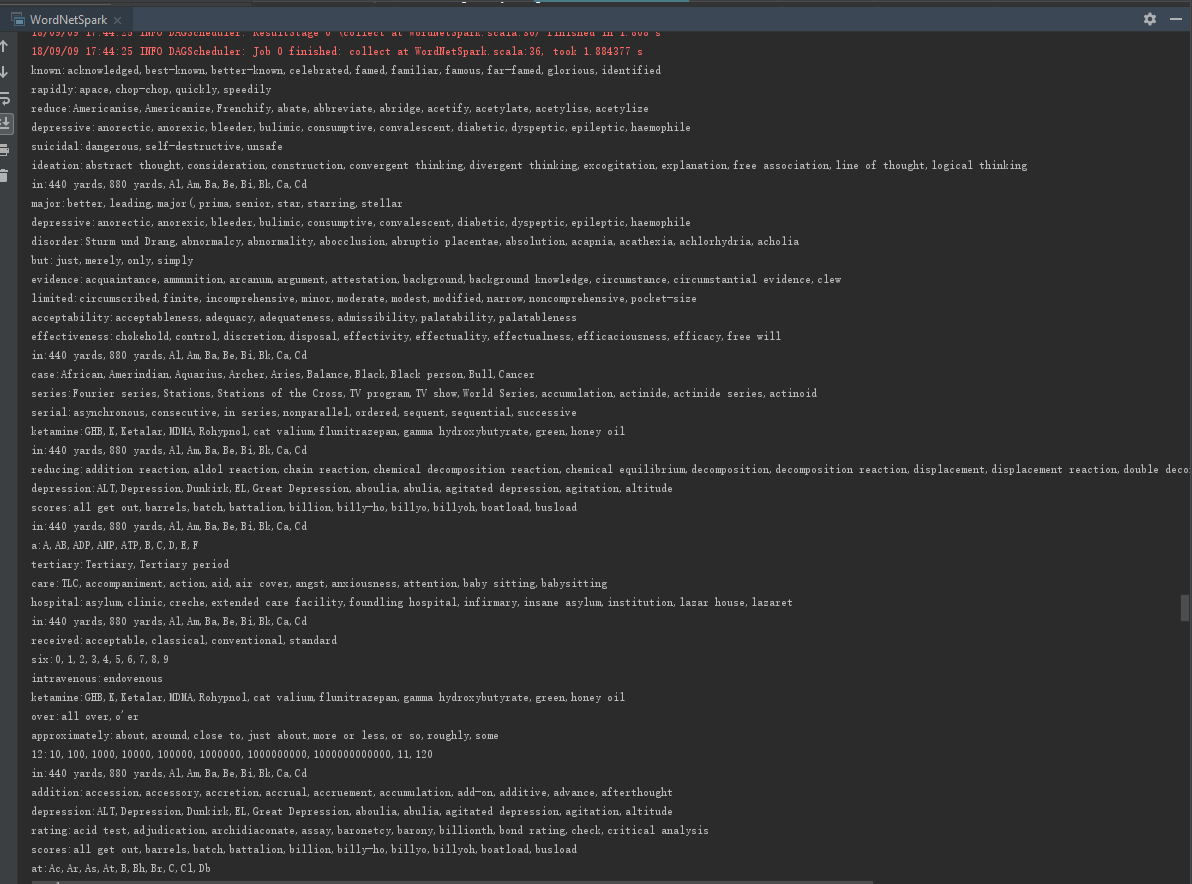 WordNetSpark
18/09/09 17:44:25 INFO DAGScheduler: ResultStage 0 (collect at WordNetSpark.scala:36) finished in 1.808 s
18/09/09 17:44:25 INFO DAGScheduler: Job 0 finished: collect at WordNetSpark.scala:36, took 1.884377 s
known:acknowledged,best-known,better-known,celebrated,famed,familiar,famous,far-famed,glorious,identified
rapidly:apace,chop-chop,quickly,speedily
reduce:Americanise,Americanize,Frenchify,abate,abbreviate,abridge,acetify,acetylate,acetylise,acetylize
depressive:anorectic,anorexic,bleeder,bulimic,consumptive,convalescent,diabetic,dyspeptic,epileptic,haemophile
suicidal:dangerous,self-destructive,unsafe
ideation:abstract thought,consideration,construction,convergent thinking,divergent thinking,excogitation,explanation,free association,line of thought,logical thinking
in:440 yards,880 yards,Al,Am,Ba,Be,Bi,Bk,Ca,Cd
major:better,leading,major(,prima,senior,star,starring,stellar
depressive:anorectic,anorexic,bleeder,bulimic,consumptive,convalescent,diabetic,dyspeptic,epileptic,haemophile
disorder:Sturm und Drang,abnormalcy,abnormality,abocclusion,abruptio placentae,absolution,acapnia,acathexia,achlorhydria,acholia
but:just,merely,only,simply
evidence:acquaintance,ammunition,arcanum,argument,attestation,background,background knowledge,circumstance,circumstantial evidence,clew
limited:circumscribed,finite,incomprehensive,minor,moderate,modest,modified,narrow,noncomprehensive,pocket-size
acceptability:acceptableness,adequacy,adequateness,admissibility,palatability,palatableness
effectiveness:chokehold,control,discretion,disposal,effectivity,effectuality,effectualness,efficaciousness,efficacy,free will
in:440 yards,880 yards,Al,Am,Ba,Be,Bi,Bk,Ca,Cd
case:African,Amerindian,Aquarius,Archer,Aries,Balance,Black,Black person,Bull,Cancer
series:Fourier series,Stations,Stations of the Cross,TV program,TV show,World Series,accumulation,actinide,actinide series,actinoid
serial:asynchronous,consecutive,in series,nonparallel,ordered,sequent,sequential,successive
ketamine:GHB,K,Ketalar,MDMA,Rohypnol,cat valium,flunitrazepan,gamma hydroxybutyrate,green,honey oil
in:440 yards,880 yards,Al,Am,Ba,Be,Bi,Bk,Ca,Cd
reducing:addition reaction,aldol reaction,chain reaction,chemical decomposition reaction,chemical equilibrium,decomposition,decomposition reaction,displacement,displacement reaction,double deco
depression:ALT,Depression,Dunkirk,EL,Great Depression,aboulia,abulia,agitated depression,agitation,altitude
scores:all get out,barrels,batch,battalion,billion,billy-ho,billyo,billyoh,boatload,busload
in:440 yards,880 yards,Al,Am,Ba,Be,Bi,Bk,Ca,Cd
a:A,AB,ADP,AMP,ATP,B,C,D,E,F
tertiary:Tertiary,Tertiary period
care:TLC,accompaniment,action,aid,air cover,angst,anxiousness,attention,baby sitting,babysitting
hospital:asylum,clinic,creche,extended care facility,foundling hospital,infirmary,insane asylum,institution,lazar house,lazaret
in:440 yards,880 yards,Al,Am,Ba,Be,Bi,Bk,Ca,Cd
received:acceptable,classical,conventional,standard
six:0,1,2,3,4,5,6,7,8,9
intravenous:endovenous
ketamine:GHB,K,Ketalar,MDMA,Rohypnol,cat valium,flunitrazepan,gamma hydroxybutyrate,green,honey oil
over:all over,o'er
approximately:about,around,close to,just about,more or less,or so,roughly,some
12:10,100,1000,10000,100000,1000000,1000000000,1000000000000,11,120
in:440 yards,880 yards,Al,Am,Ba,Be,Bi,Bk,Ca,Cd
addition:accession,accessory,accretion,accrual,accruement,accumulation,add-on,additive,advance,afterthought
depression:ALT,Depression,Dunkirk,EL,Great Depression,aboulia,abulia,agitated depression,agitation,altitude
rating:acid test,adjudication,archidiaconate,assay,baronetcy,barony,billionth,bond rating,check,critical analysis
scores:all get out,barrels,batch,battalion,billion,billy-ho,billyo,billyoh,boatload,busload
at:Ac,Ar,As,At,B,Bh,Br,C,Cl,Db